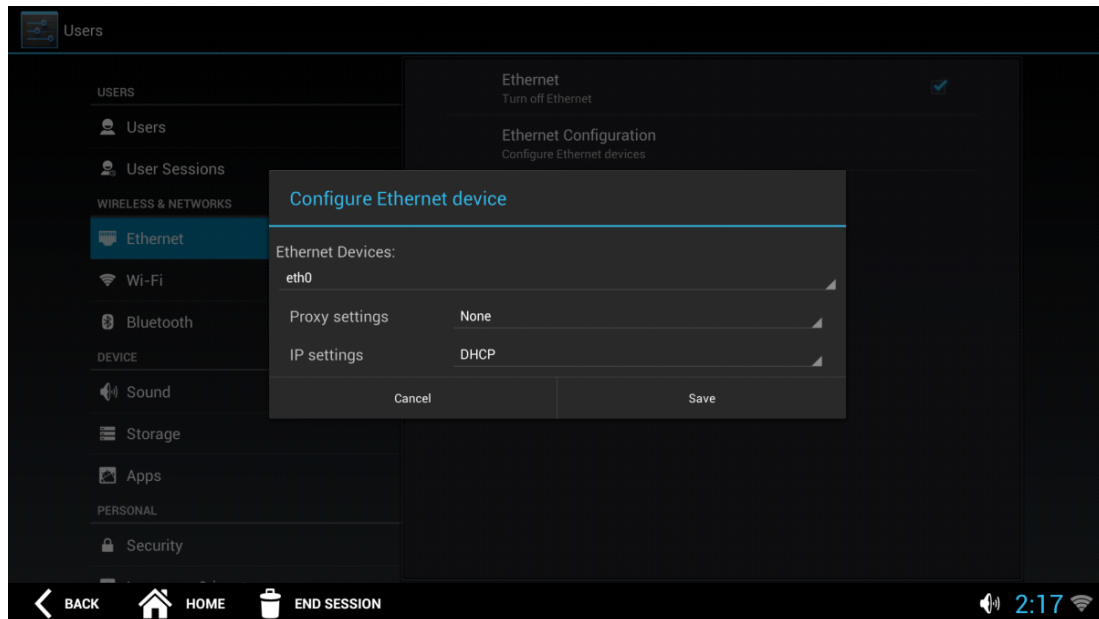 Users
USERS
Users
User Sessions
WIRELESS & NETWORKS
Ethernet
Wi-Fi
Bluetooth
DEVICE
Sound
Storage
Apps
PERSONAL
Security
Ethernet
Turn off Ethernet
Ethernet Configuration
Configure Ethernet devices
Configure Ethernet device
Ethernet Devices:
eth0
Proxy settings None
IP settings DHCP
Cancel Save
BACK HOME END SESSION 2:17